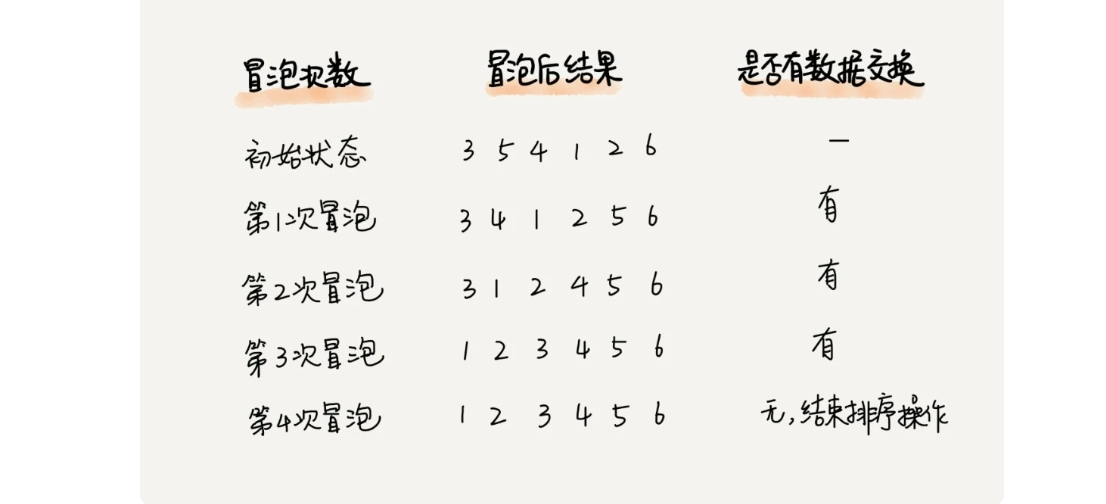 冒泡次数 冒泡后结果 是否有数据交换
初始状态 3 5 4 1 2 6 —
第1次冒泡 3 4 1 2 5 6 有
第2次冒泡 3 1 2 4 5 6 有
第3次冒泡 1 2 3 4 5 6 有
第4次冒泡 1 2 3 4 5 6 无,结束排序操作